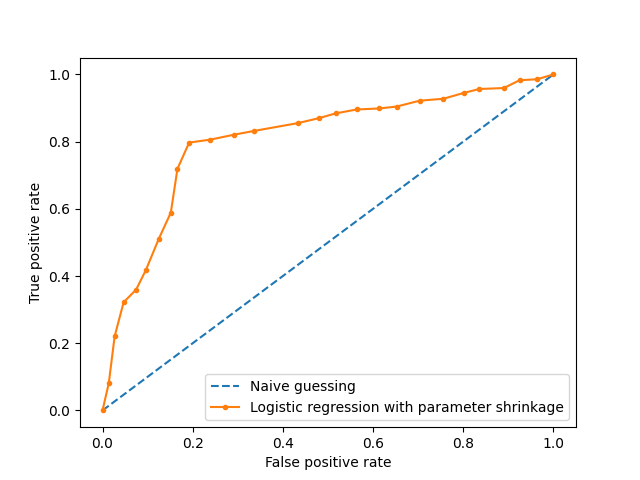 1.0
0.8
0.6
0.4
0.2
0.0
True positive rate
Naive guessing
Logistic regression with parameter shrinkage
0.0 0.2 0.4 0.6 0.8 1.0
False positive rate